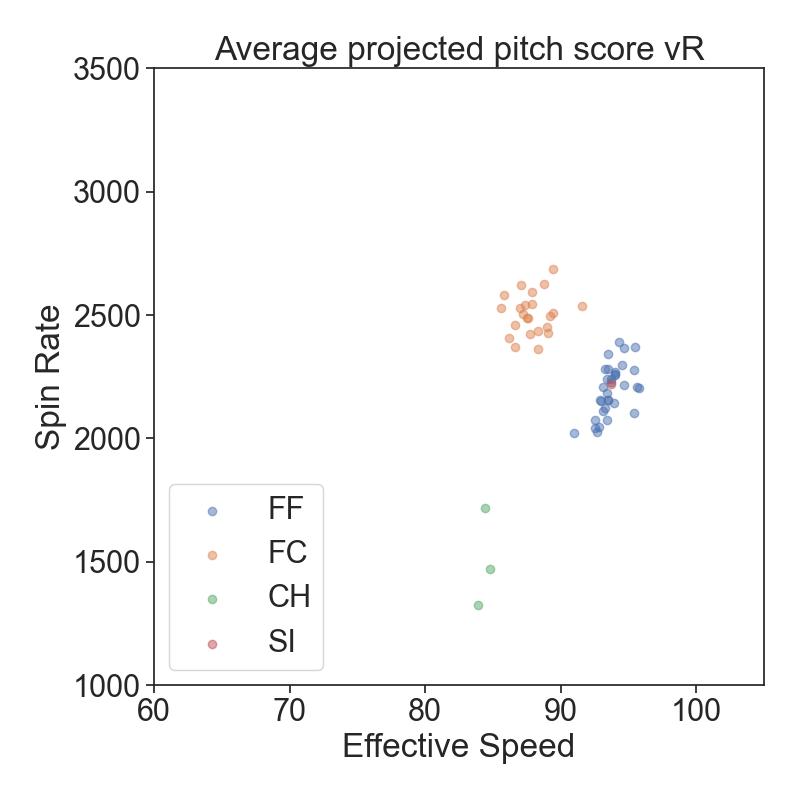 Average projected pitch score vR
3500
3000
2500
2000
1500
1000
Spin Rate
FF
FC
CH
SI
60 70 80 90 100
Effective Speed